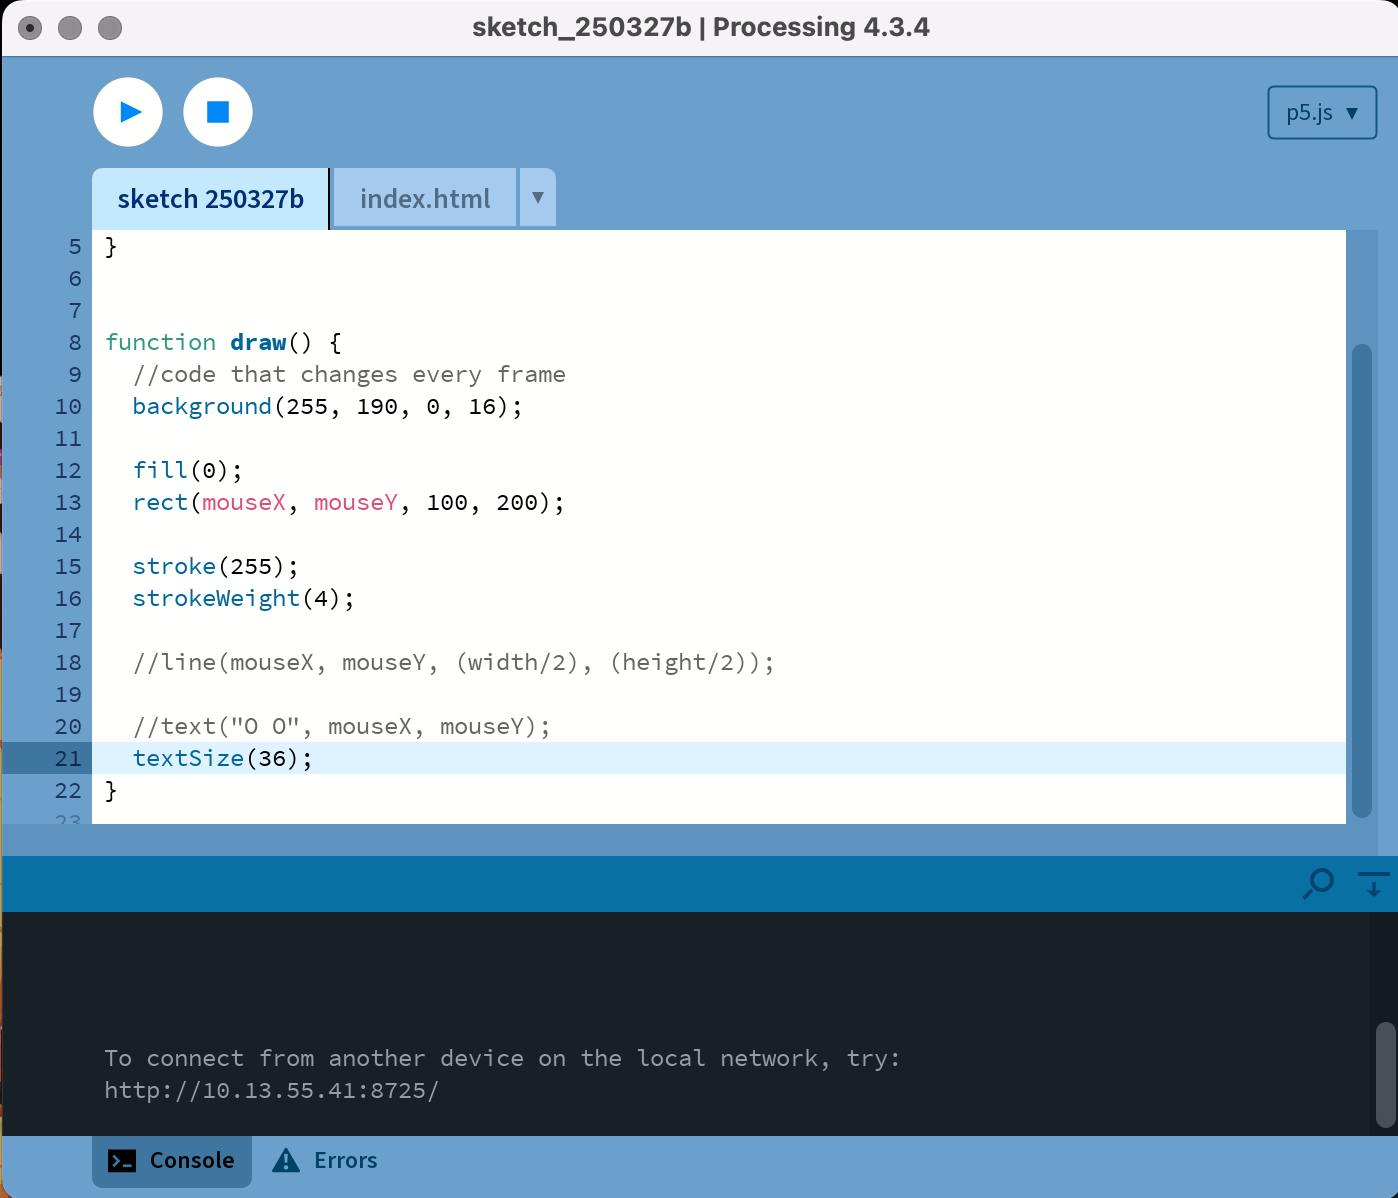 sketch_250327b | Processing 4.3.4
p5.js ▼
sketch 250327b index.html ▼
5 }
6
7
8 function draw() {
9 //code that changes every frame
10 background(255, 190, 0, 16);
11
12 fill(0);
13 rect(mouseX, mouseY, 100, 200);
14
15 stroke(255);
16 strokeWeight(4);
17
18 //line(mouseX, mouseY, (width/2), (height/2));
19
20 //text("O O", mouseX, mouseY);
21 textSize(36);
22 }
23
To connect from another device on the local network, try:
http://10.13.55.41:8725/
Console Errors